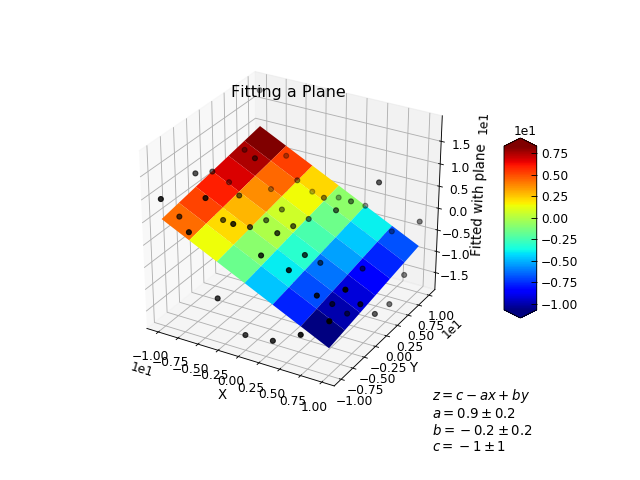 Fitting a Plane
1e1
1.5
1.0
0.5
0.0
−0.5
−1.0
−1.5
Fitted with plane
1e1
0.75
0.50
0.25
0.00
−0.25
−0.50
−0.75
−1.00
−1.00
−0.75
−0.50
−0.25
0.00
0.25
0.50
0.75
1.00
1e1
X
1.00
0.75
0.50
0.25
0.00
−0.25
−0.50
−0.75
−1.00
1e1
Y
z = c − ax + by
a = 0.9 ± 0.2
b = −0.2 ± 0.2
c = −1 ± 1